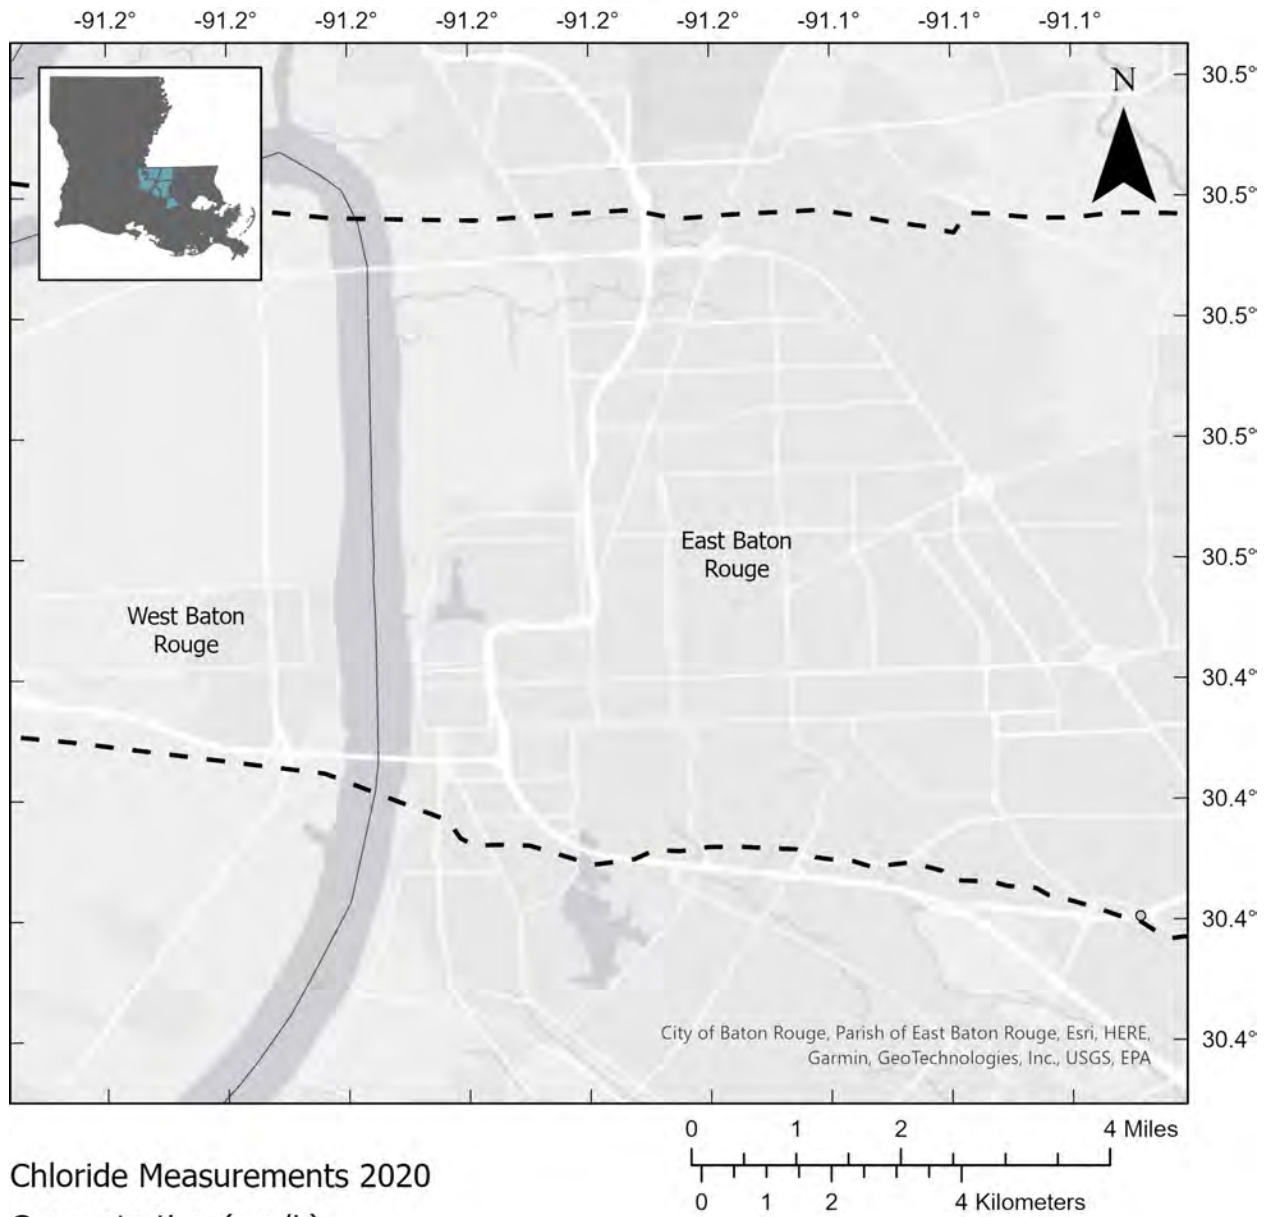 -91.2° -91.2° -91.2° -91.2° -91.2° -91.2° -91.1° -91.1° -91.1°
30.5°
N
30.5°
30.5°
30.5°
East Baton
Rouge
30.5°
West Baton
Rouge
30.4°
30.4°
30.4°
City of Baton Rouge, Parish of East Baton Rouge, Esri, HERE,
Garmin, GeoTechnologies, Inc., USGS, EPA
30.4°
0 1 2 4 Miles
0 1 2 4 Kilometers
Chloride Measurements 2020